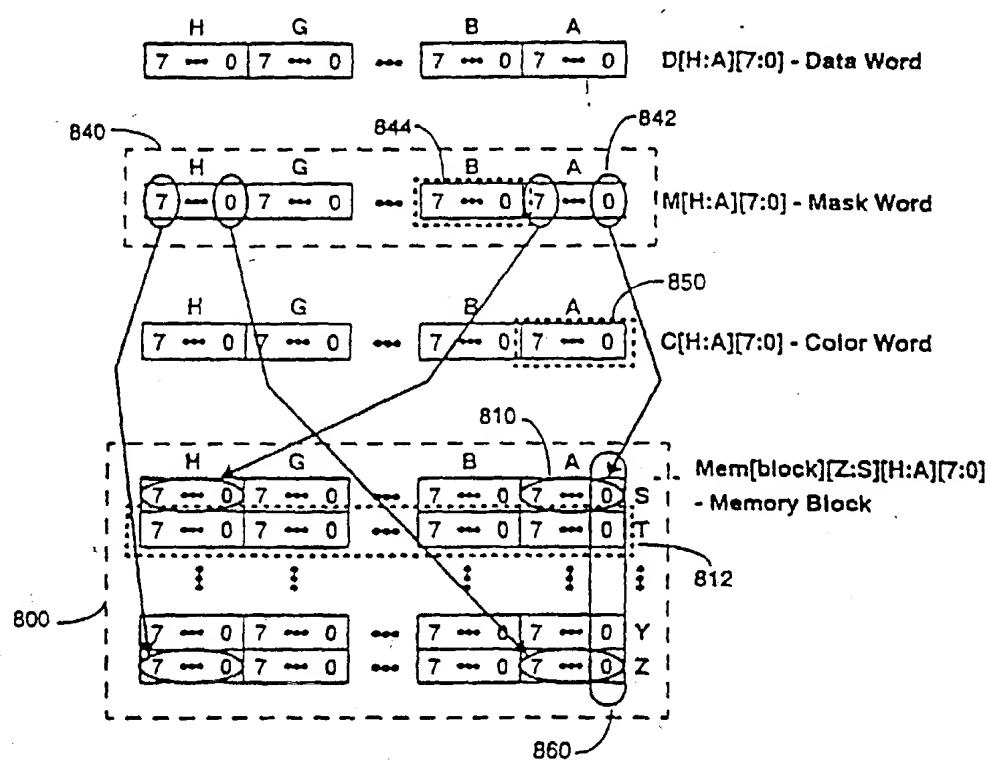 H G B A
7 ••• 0 7 ••• 0 ••• 7 ••• 0 7 ••• 0 D[H:A][7:0] - Data Word
840 844 842
H G B A
7 ••• 0 7 ••• 0 ••• 7 ••• 0 7 ••• 0 M[H:A][7:0] - Mask Word
850
H G B A
7 ••• 0 7 ••• 0 ••• 7 ••• 0 7 ••• 0 C[H:A][7:0] - Color Word
810
H G B A Mem[block][Z:S][H:A][7:0]
7 ••• 0 7 ••• 0 ••• 7 ••• 0 7 ••• 0 S - Memory Block
7 ••• 0 7 ••• 0 ••• 7 ••• 0 7 ••• 0 T
812
800
7 ••• 0 7 ••• 0 ••• 7 ••• 0 7 ••• 0 Y
7 ••• 0 7 ••• 0 ••• 7 ••• 0 7 ••• 0 Z
860